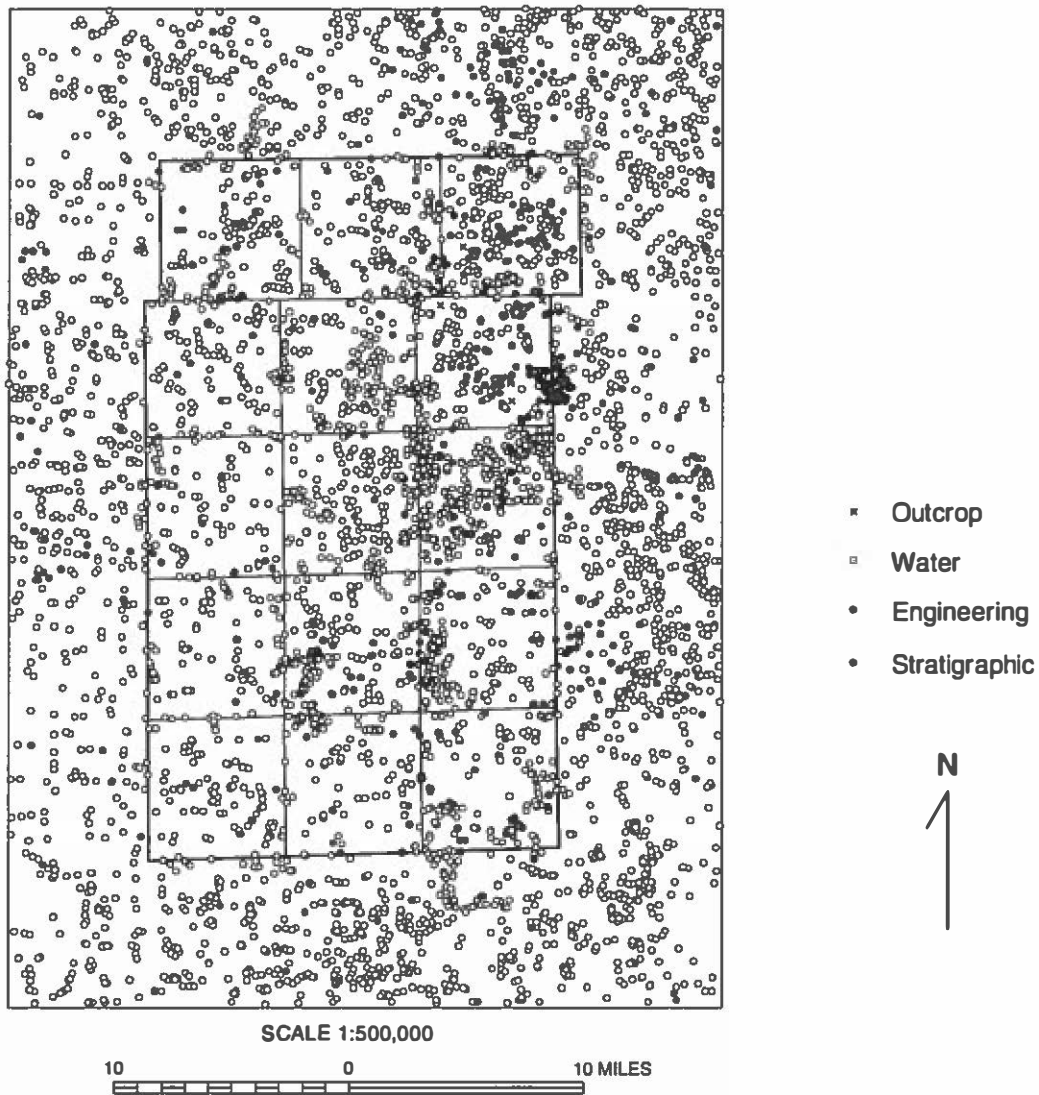 Outcrop
Water
Engineering
Stratigraphic
N
SCALE 1:500,000
10 0 10 MILES